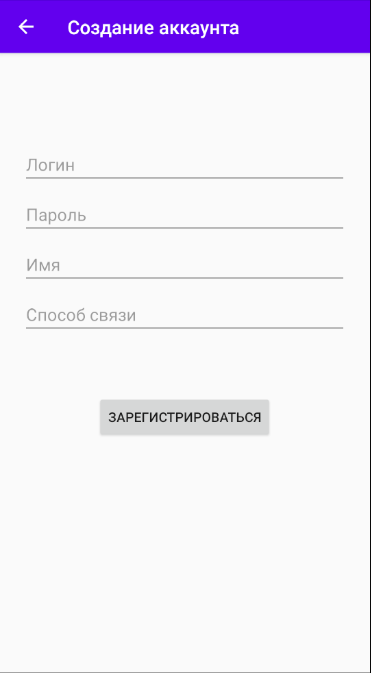 Создание аккаунта
Логин
Пароль
Имя
Способ связи
ЗАРЕГИСТРИРОВАТЬСЯ